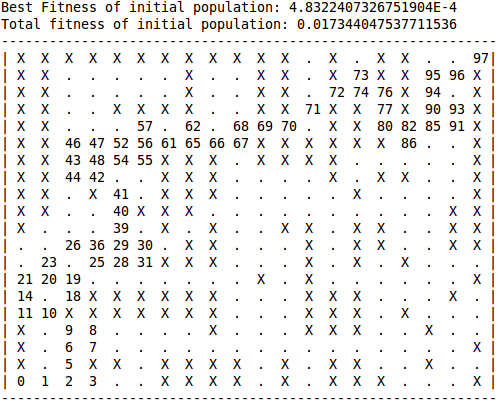 Best Fitness of initial population: 4.8322407326751904E-4
Total fitness of initial population: 0.017344047537711536
-------------------------------------------------------------
| X  X  X  X  X  X  X  X  X  X  X  X  .  X  .  X  X  .  .  97|
| X  X  .  .  .  .  .  X  .  .  X  X  .  X  73 X  X  95 96 X |
| X  X  .  .  .  .  .  X  .  .  X  X  .  72 74 76 X  94 .  X |
| X  X  .  .  X  X  X  X  .  .  X  X  71 X  X  77 X  90 93 X |
| X  X  .  .  .  57 .  62 .  68 69 70 .  X  X  80 82 85 91 X |
| X  X  46 47 52 56 61 65 66 67 X  X  X  X  X  X  86 .  .  X |
| X  X  43 48 54 55 X  X  X  .  X  X  X  X  .  .  .  .  .  X |
| X  X  44 42 .  .  X  X  X  .  .  .  .  X  .  X  X  .  .  X |
| X  X  .  X  41 .  X  X  X  .  .  .  .  .  X  .  .  .  .  X |
| X  X  .  .  40 X  X  X  .  .  .  .  .  .  .  .  .  .  X  X |
| X  .  .  .  39 .  X  .  X  .  .  X  X  .  X  X  .  .  X  X |
| .  .  26 36 29 30 .  X  X  .  .  .  X  .  X  X  .  .  X  X |
| .  23 .  25 28 31 X  X  X  .  .  .  X  .  X  .  X  .  .  . |
| 21 20 19 .  .  .  .  .  .  .  X  .  X  .  .  .  .  .  .  X |
| 14 .  18 X  X  X  X  X  X  .  .  .  X  X  X  .  .  .  X  . |
| 11 10 X  X  X  X  X  X  X  .  .  .  X  X  X  .  X  .  .  . |
| X  .  9  8  .  .  .  .  X  .  .  .  X  X  X  .  .  X  .  . |
| X  .  6  7  .  .  .  .  .  .  .  .  .  .  .  .  .  .  .  X |
| X  .  5  X  X  .  X  X  X  X  .  X  .  X  X  .  .  X  .  . |
| 0  1  2  3  .  .  X  X  X  X  .  X  .  X  X  X  .  .  .  X |
-------------------------------------------------------------